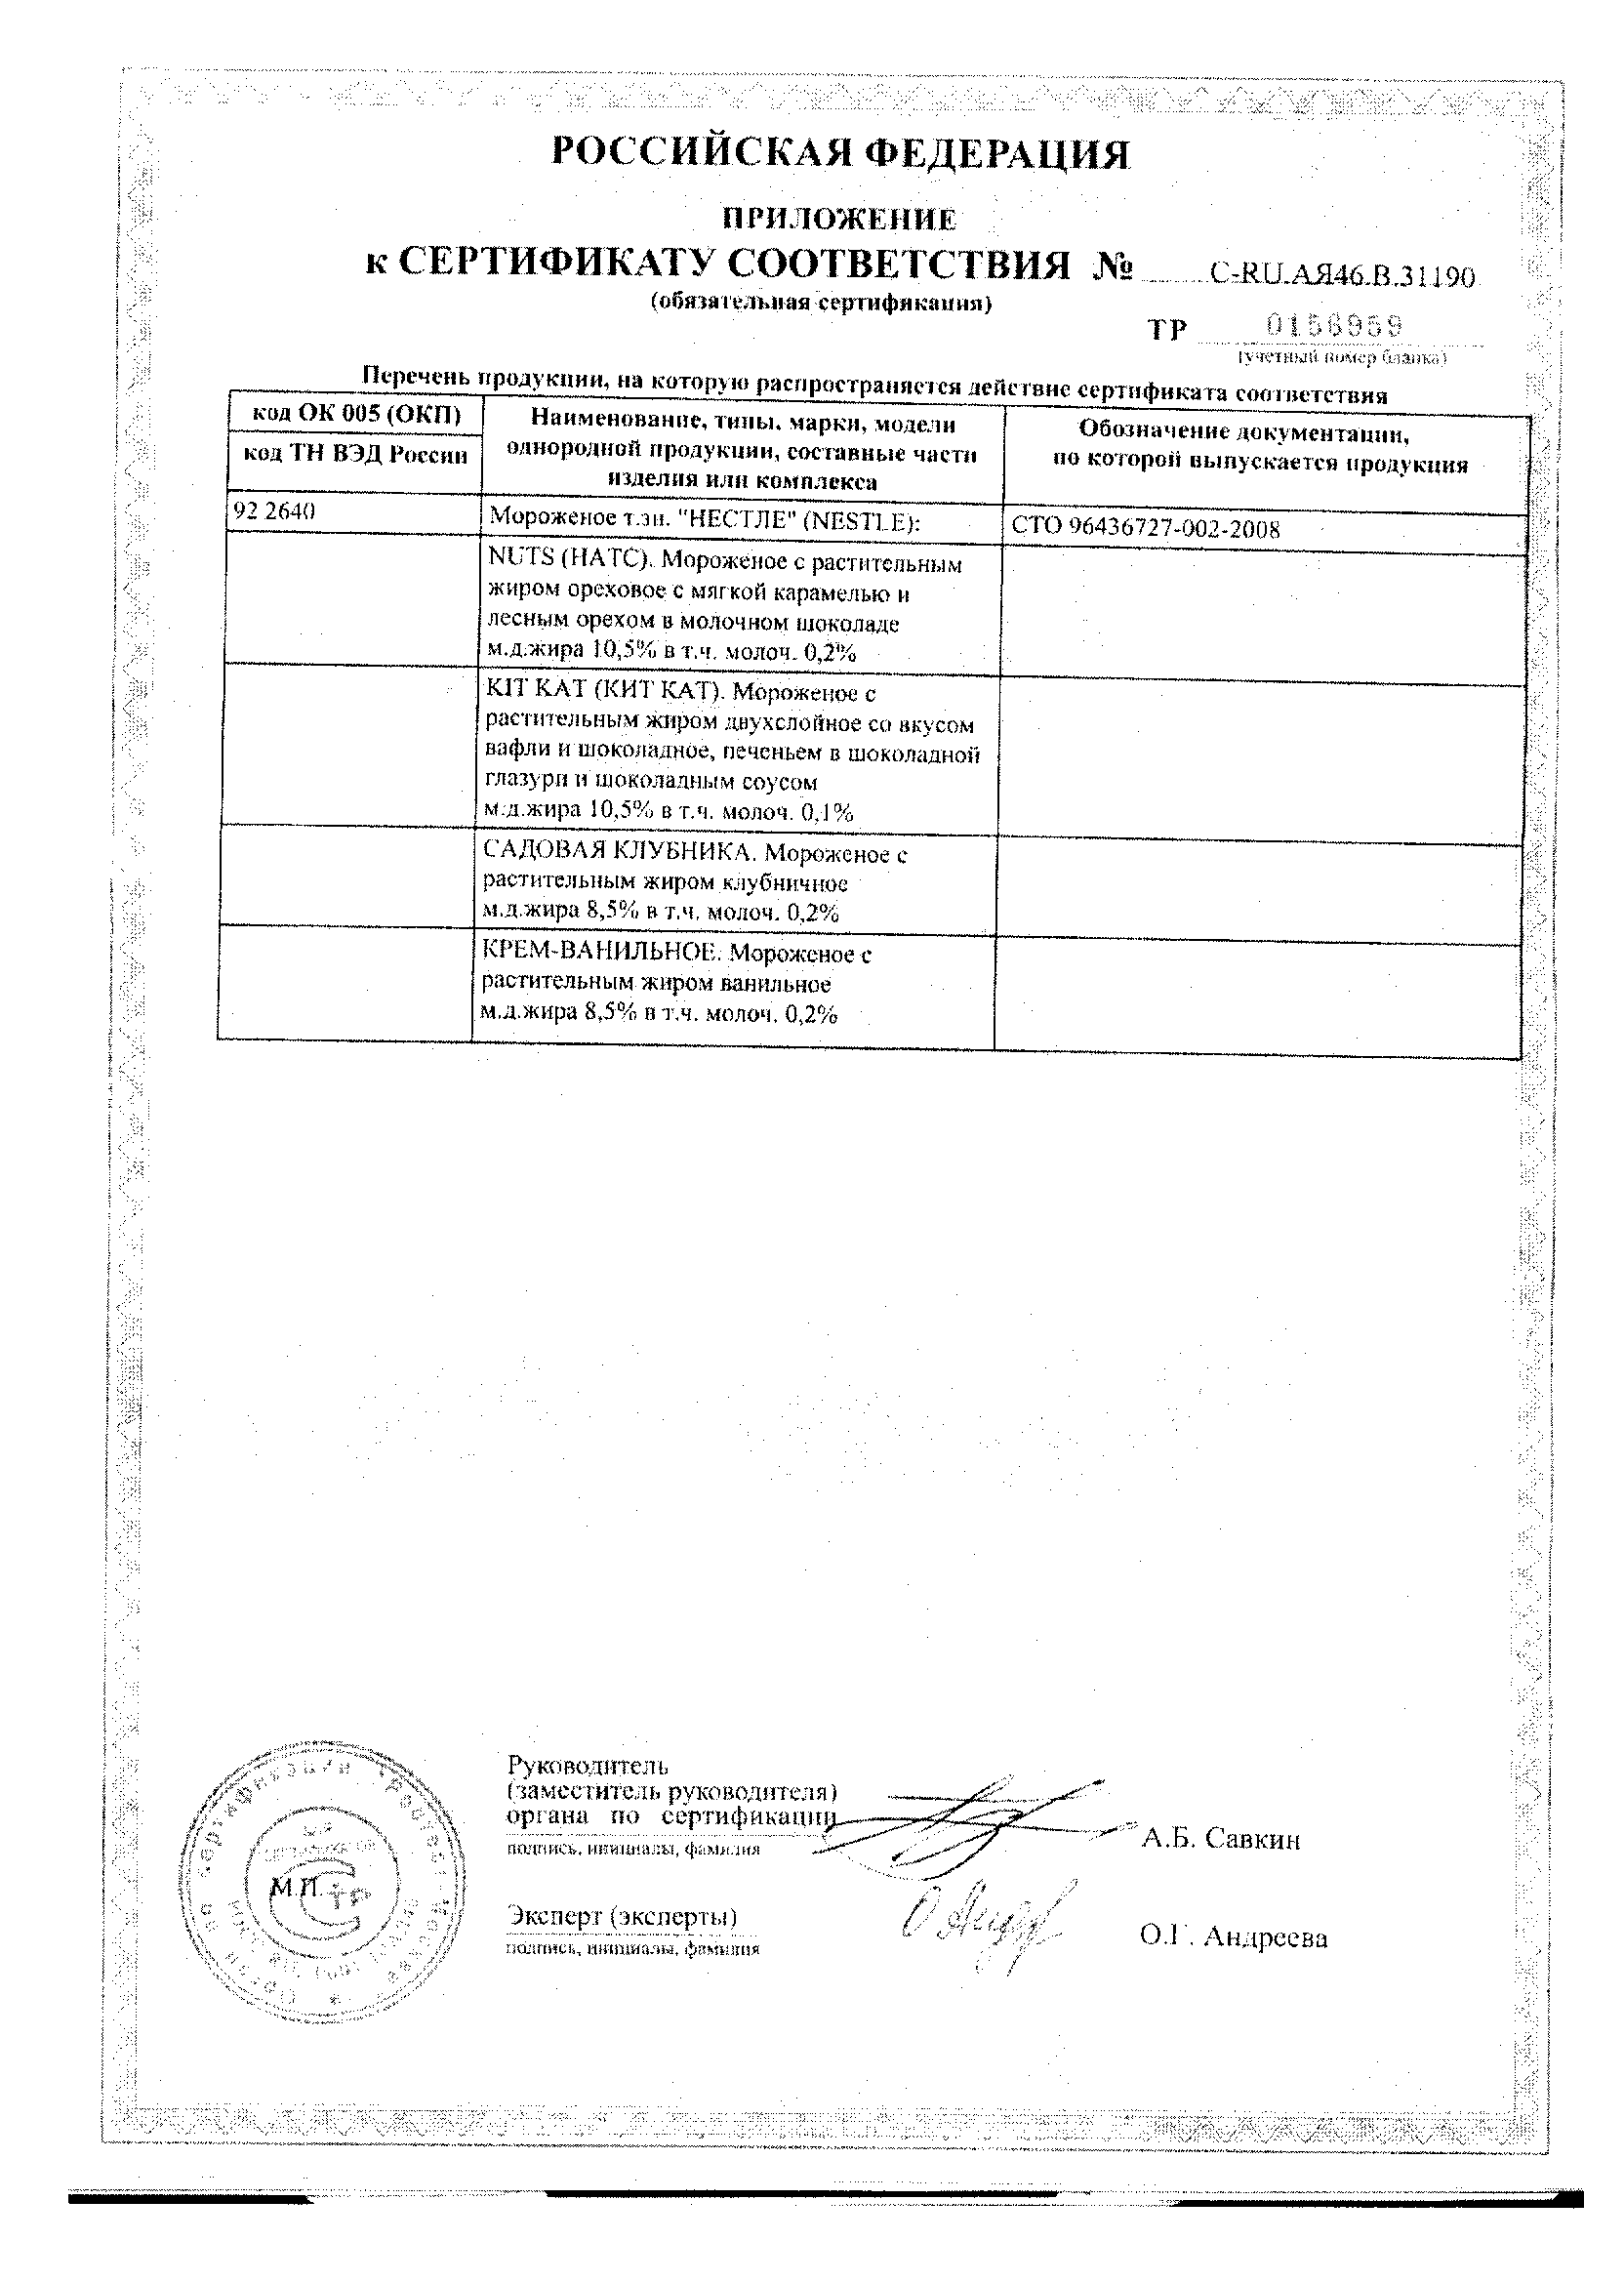 РОССИЙСКАЯ ФЕДЕРАЦИЯ
ПРИЛОЖЕНИЕ
к СЕРТИФИКАТУ СООТВЕТСТВИЯ № C-RU.АЯ46.В.31190
(обязательная сертификация)
ТР 0156959
(учетный номер бланка)
Перечень продукции, на которую распространяется действие сертификата соответствия
код ОК 005 (ОКП)
код ТН ВЭД России
Наименование, типы, марки, модели
однородной продукции, составные части
изделия или комплекса
Обозначение документации,
по которой выпускается продукция
92 2640
Мороженое т.зн. "НЕСТЛЕ" (NESTLE):
СТО 96436727-002-2008
NUTS (НАТС). Мороженое с растительным
жиром ореховое с мягкой карамелью и
лесным орехом в молочном шоколаде
м.д.жира 10,5% в т.ч. молоч. 0,2%
KIT KAT (КИТ КАТ). Мороженое с
растительным жиром двухслойное со вкусом
вафли и шоколадное, печеньем в шоколадной
глазури и шоколадным соусом
м.д.жира 10,5% в т.ч. молоч. 0,1%
САДОВАЯ КЛУБНИКА. Мороженое с
растительным жиром клубничное
м.д.жира 8,5% в т.ч. молоч. 0,2%
КРЕМ-ВАНИЛЬНОЕ. Мороженое с
растительным жиром ванильное
м.д.жира 8,5% в т.ч. молоч. 0,2%
Руководитель
(заместитель руководителя)
органа по сертификации
подпись, инициалы, фамилия
А.Б. Савкин
М.П.
Эксперт (эксперты)
подпись, инициалы, фамилия
О.Г. Андреева